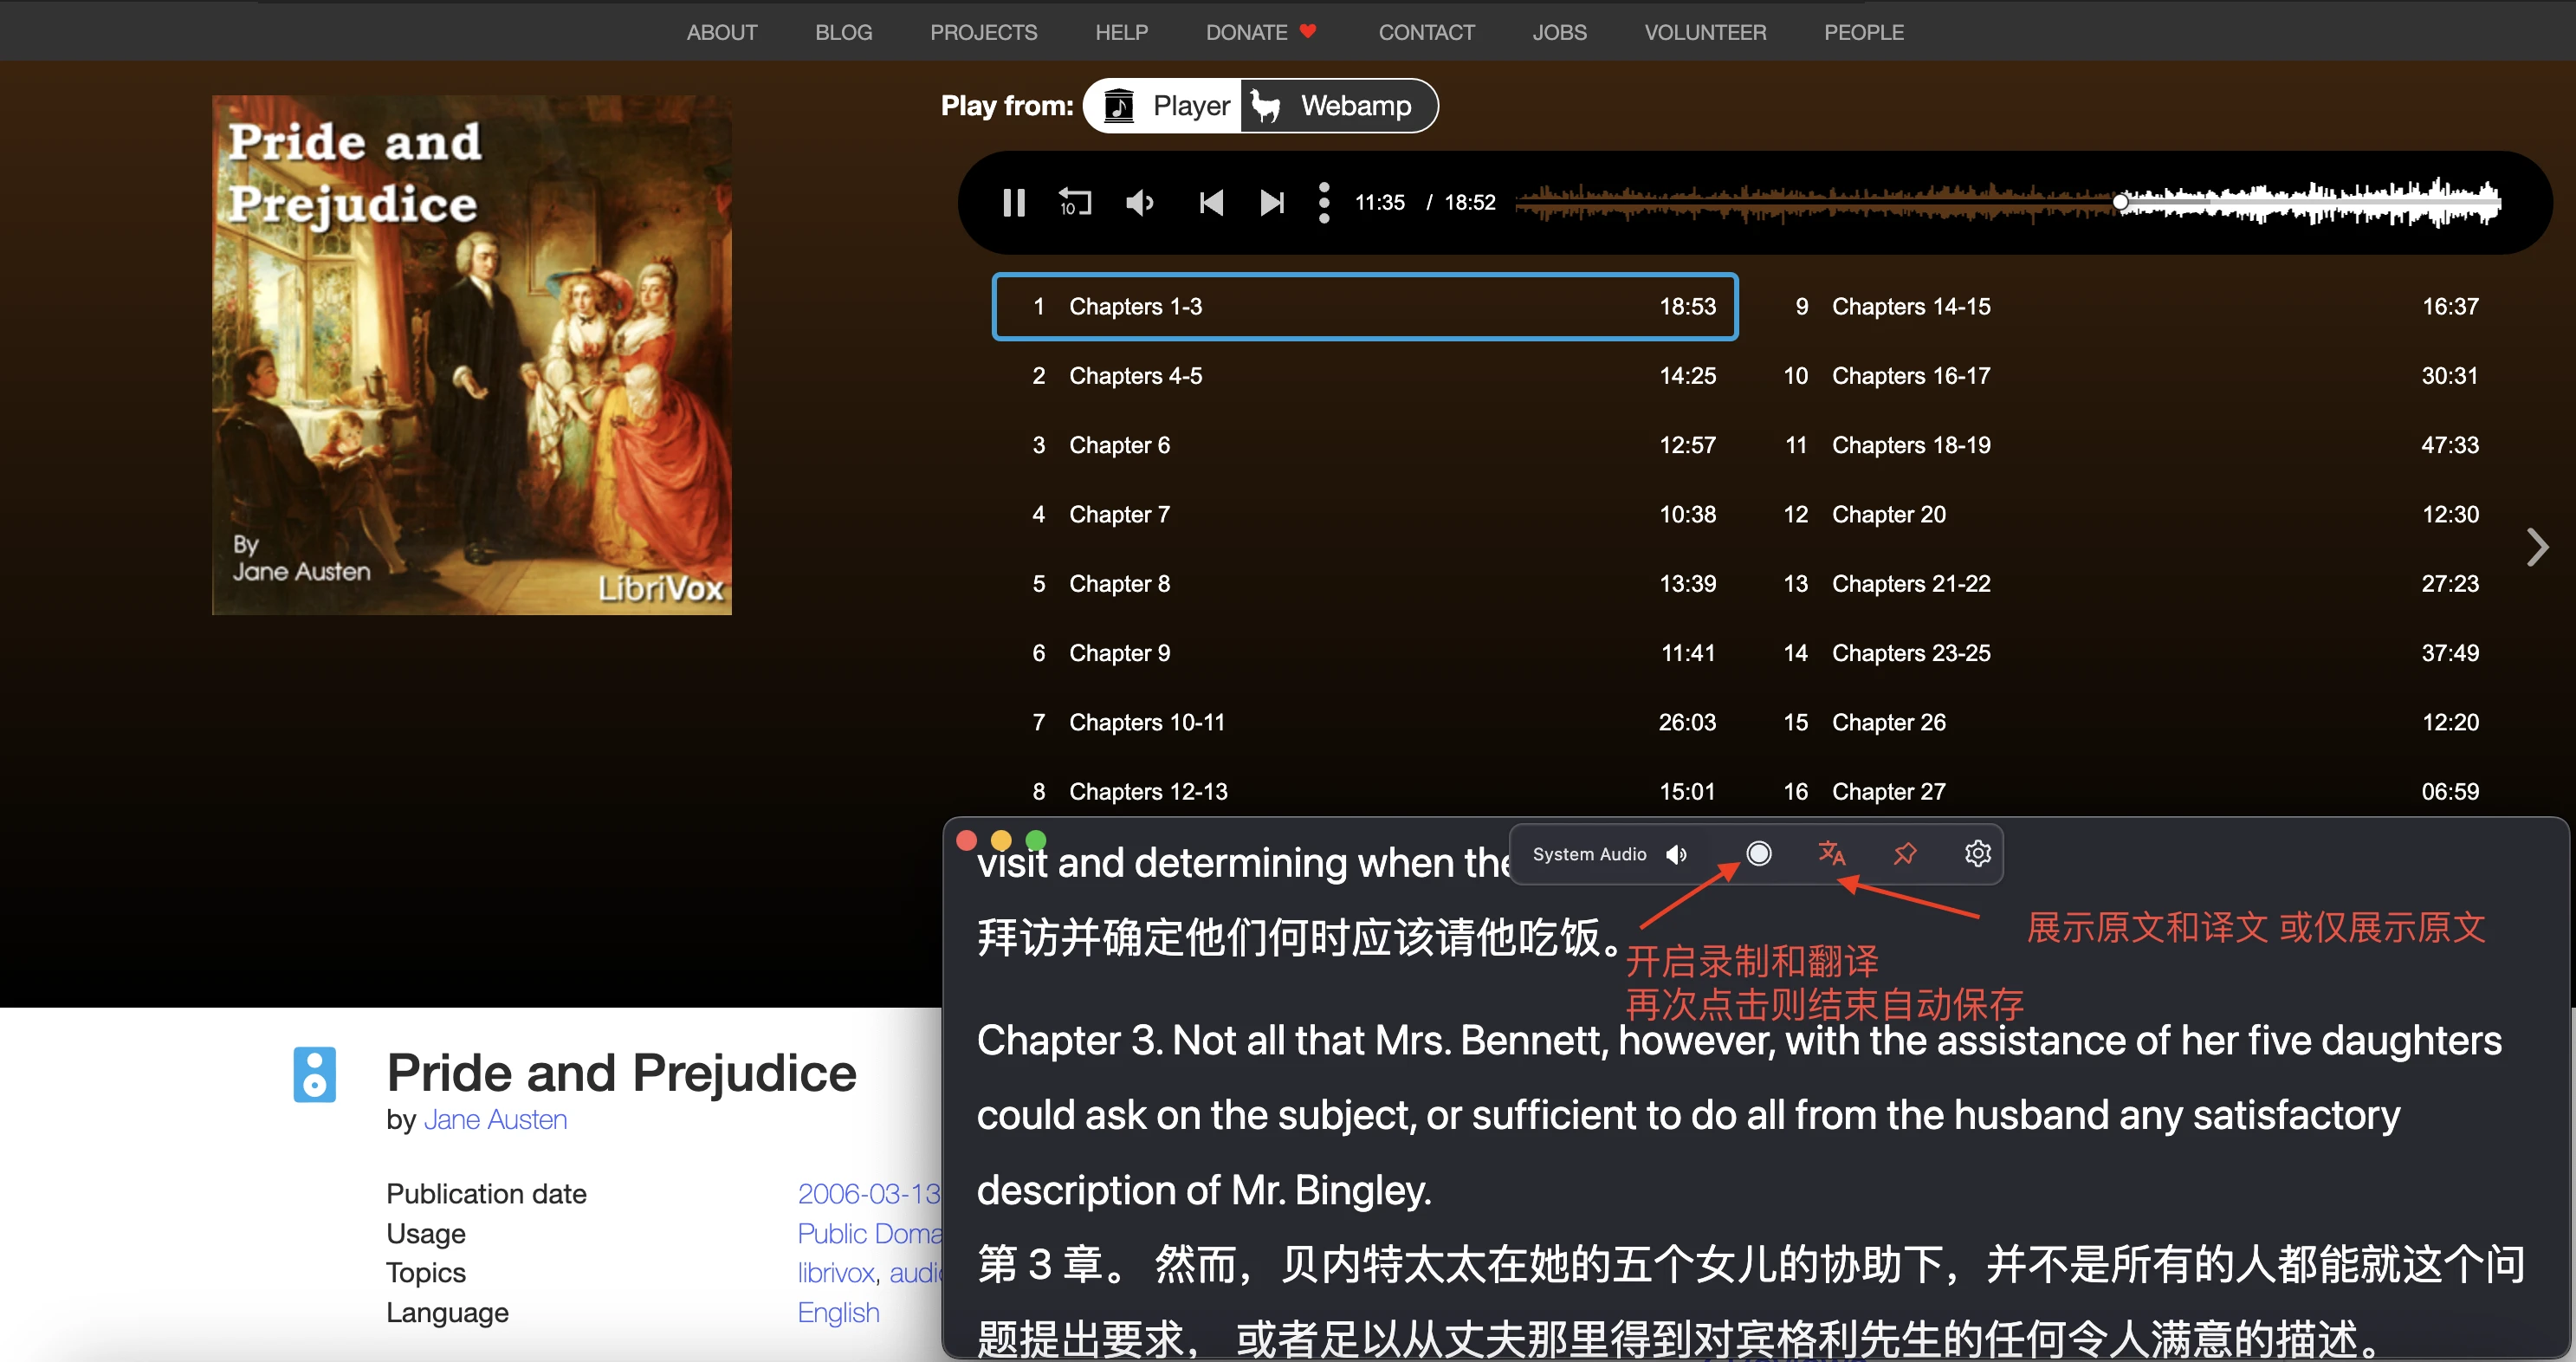 ABOUT BLOG PROJECTS HELP DONATE CONTACT JOBS VOLUNTEER PEOPLE
Pride and
Prejudice
By
Jane Austen
LibriVox
Play from: Player Webamp
10 11:35 / 18:52
1 Chapters 1-3 18:53
2 Chapters 4-5 14:25
3 Chapter 6 12:57
4 Chapter 7 10:38
5 Chapter 8 13:39
6 Chapter 9 11:41
7 Chapters 10-11 26:03
8 Chapters 12-13 15:01
9 Chapters 14-15 16:37
10 Chapters 16-17 30:31
11 Chapters 18-19 47:33
12 Chapter 20 12:30
13 Chapters 21-22 27:23
14 Chapters 23-25 37:49
15 Chapter 26 12:20
16 Chapter 27 06:59
Pride and Prejudice
by Jane Austen
Publication date 2006-03-13
Usage Public
Topics librivox,
Language English
System Audio
visit and determining when the
拜访并确定他们何时应该请他吃饭。
展示原文和译文 或仅展示原文
开启录制和翻译
再次点击则结束自动保存
Chapter 3. Not all that Mrs. Bennett, however, with the assistance of her five daughters
could ask on the subject, or sufficient to do all from the husband any satisfactory
description of Mr. Bingley.
第 3 章。 然而，贝内特太太在她的五个女儿的协助下，并不是所有的人都能就这个问
题提出要求， 或者足以从丈夫那里得到对宾格利先生的任何令人满意的描述。